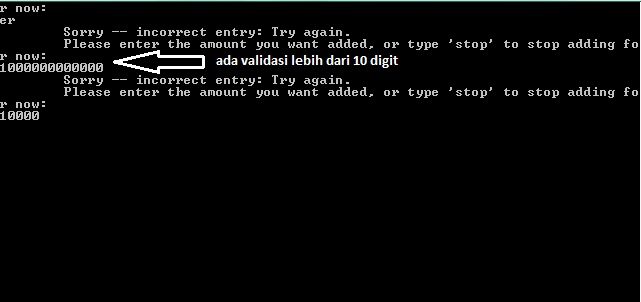 r now:
er
Sorry -- incorrect entry: Try again.
Please enter the amount you want added, or type 'stop' to stop adding fo
r now:
1000000000000
ada validasi lebih dari 10 digit
Sorry -- incorrect entry: Try again.
Please enter the amount you want added, or type 'stop' to stop adding fo
r now:
10000